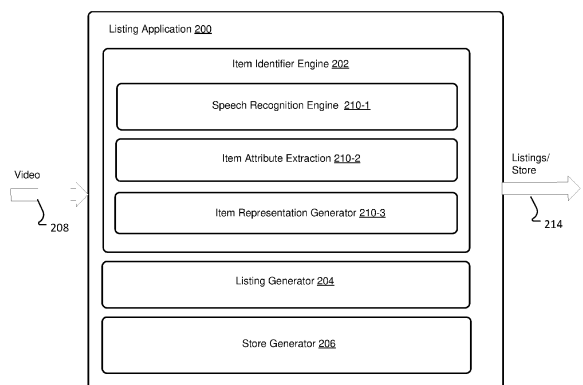 Listing Application 200
Item Identifier Engine 202
Speech Recognition Engine 210-1
Item Attribute Extraction 210-2
Item Representation Generator 210-3
Video
208
Listings/
Store
214
Listing Generator 204
Store Generator 206